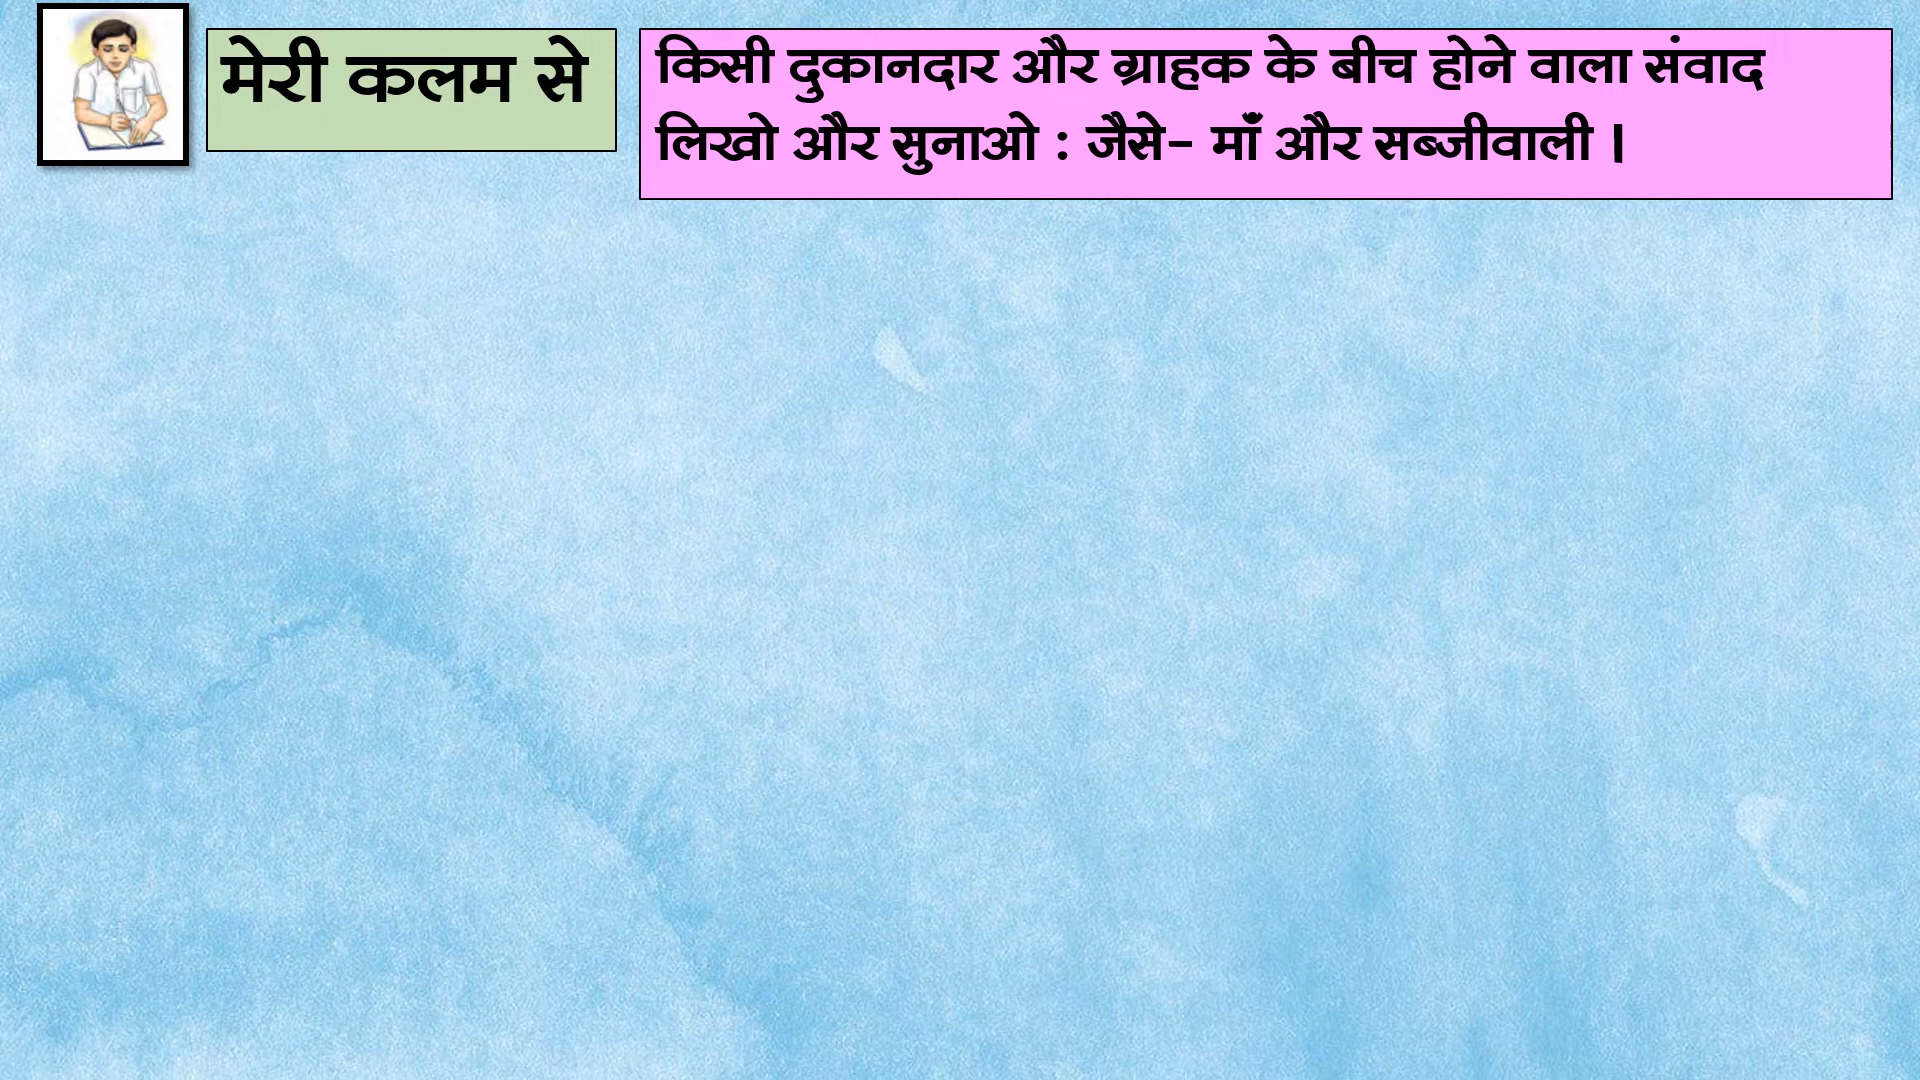 मेरी कलम से
किसी दुकानदार और ग्राहक के बीच होने वाला संवाद
लिखो और सुनाओ : जैसे- माँ और सब्जीवाली ।